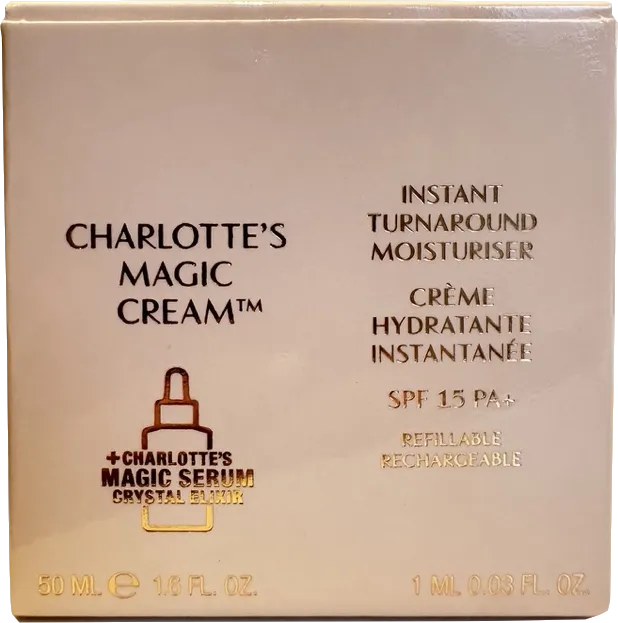 CHARLOTTE'S
MAGIC
CREAM™
+CHARLOTTE'S
MAGIC SERUM
CRYSTAL ELIXIR
50 ML ℮ 1.6 FL. OZ.
INSTANT
TURNAROUND
MOISTURISER
CRÈME
HYDRATANTE
INSTANTANÉE
SPF 15 PA+
REFILLABLE
RECHARGEABLE
1 ML 0.03 FL. OZ.